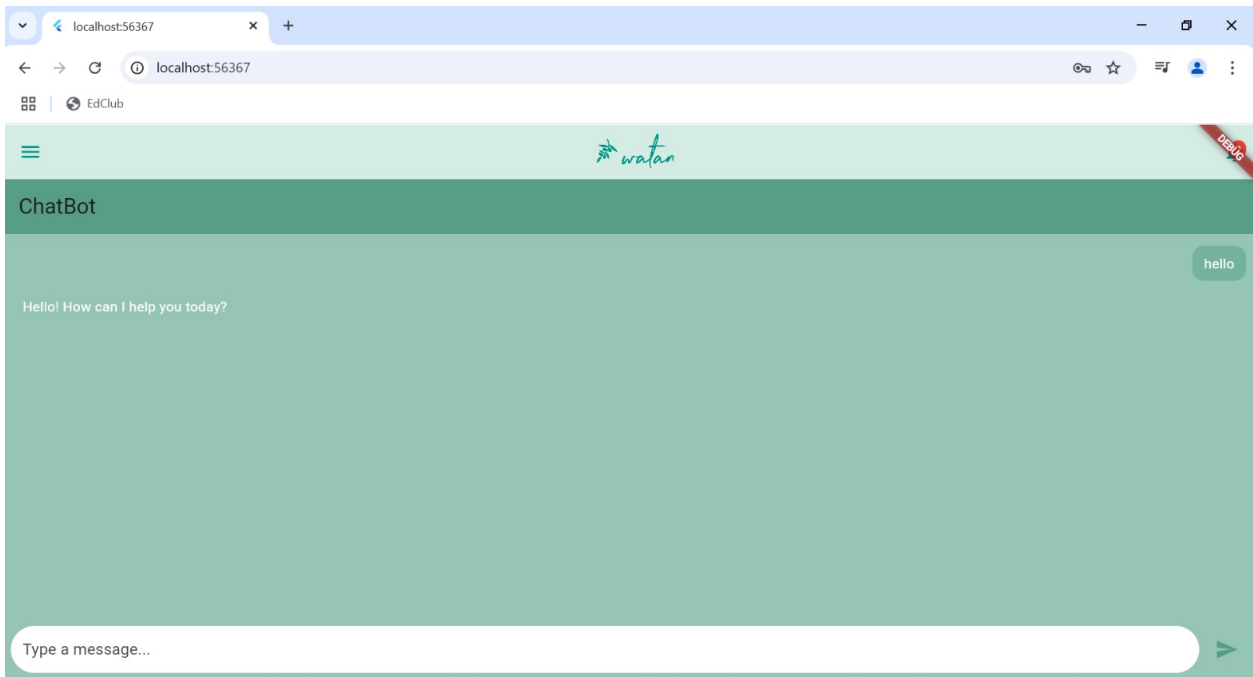 localhost:56367
localhost:56367
EdClub
watan
DEBUG
ChatBot
hello
Hello! How can I help you today?
Type a message...